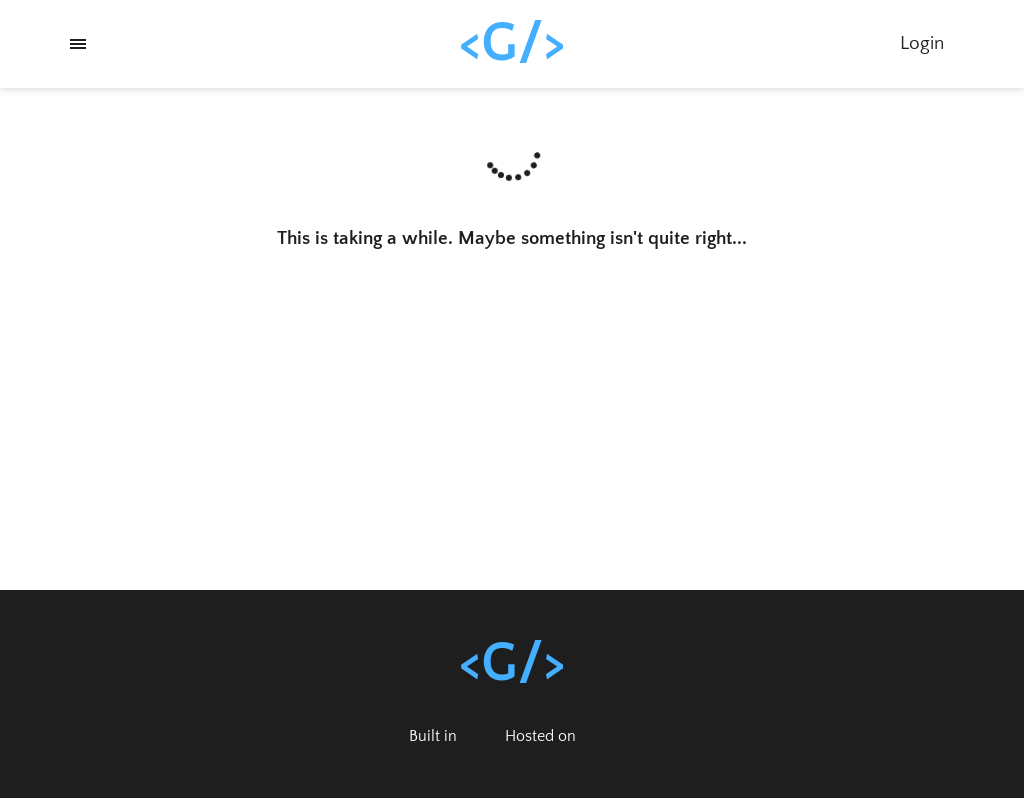 <G/>
Login
This is taking a while. Maybe something isn't quite right...
<G/>
Built in
Hosted on